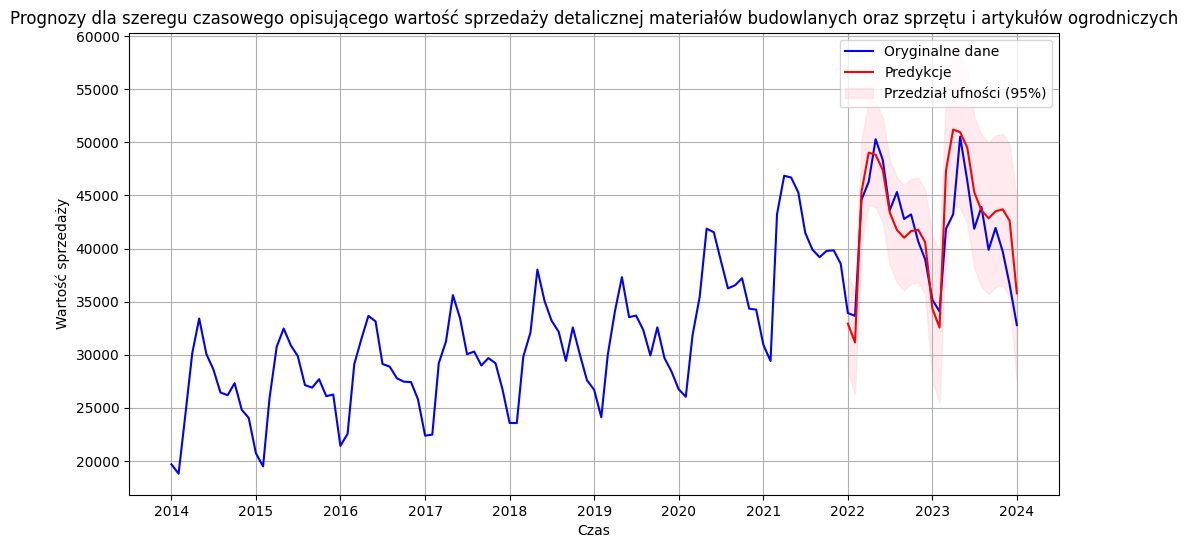 Prognozy dla szeregu czasowego opisującego wartość sprzedaży detalicznej materiałów budowlanych oraz sprzętu i artykułów ogrodniczych
60000
55000
50000
45000
40000
35000
30000
25000
20000
Wartość sprzedaży
Oryginalne dane
Predykcje
Przedział ufności (95%)
2014 2015 2016 2017 2018 2019 2020 2021 2022 2023 2024
Czas